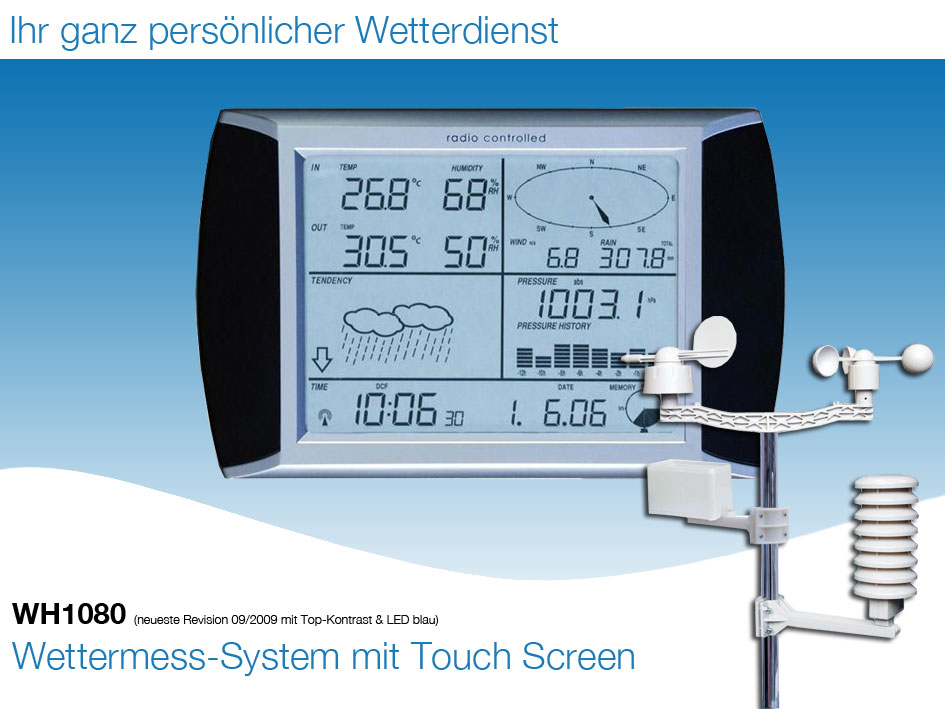 Ihr ganz persönlicher Wetterdienst
radio controlled
IN TEMP HUMIDITY
26.8 °C 68 % RH
OUT TEMP
30.5 °C 50 % RH
N
NW NE
W E
SW SE
S
WIND m/s RAIN TOTAL
6.8 307.8 mm
TENDENCY
PRESSURE abs
1003.1 hPa
PRESSURE HISTORY
TIME DCF DATE MEMORY
10:06 30 1. 6.06
WH1080 (neueste Revision 09/2009 mit Top-Kontrast & LED blau)
Wettermess-System mit Touch Screen